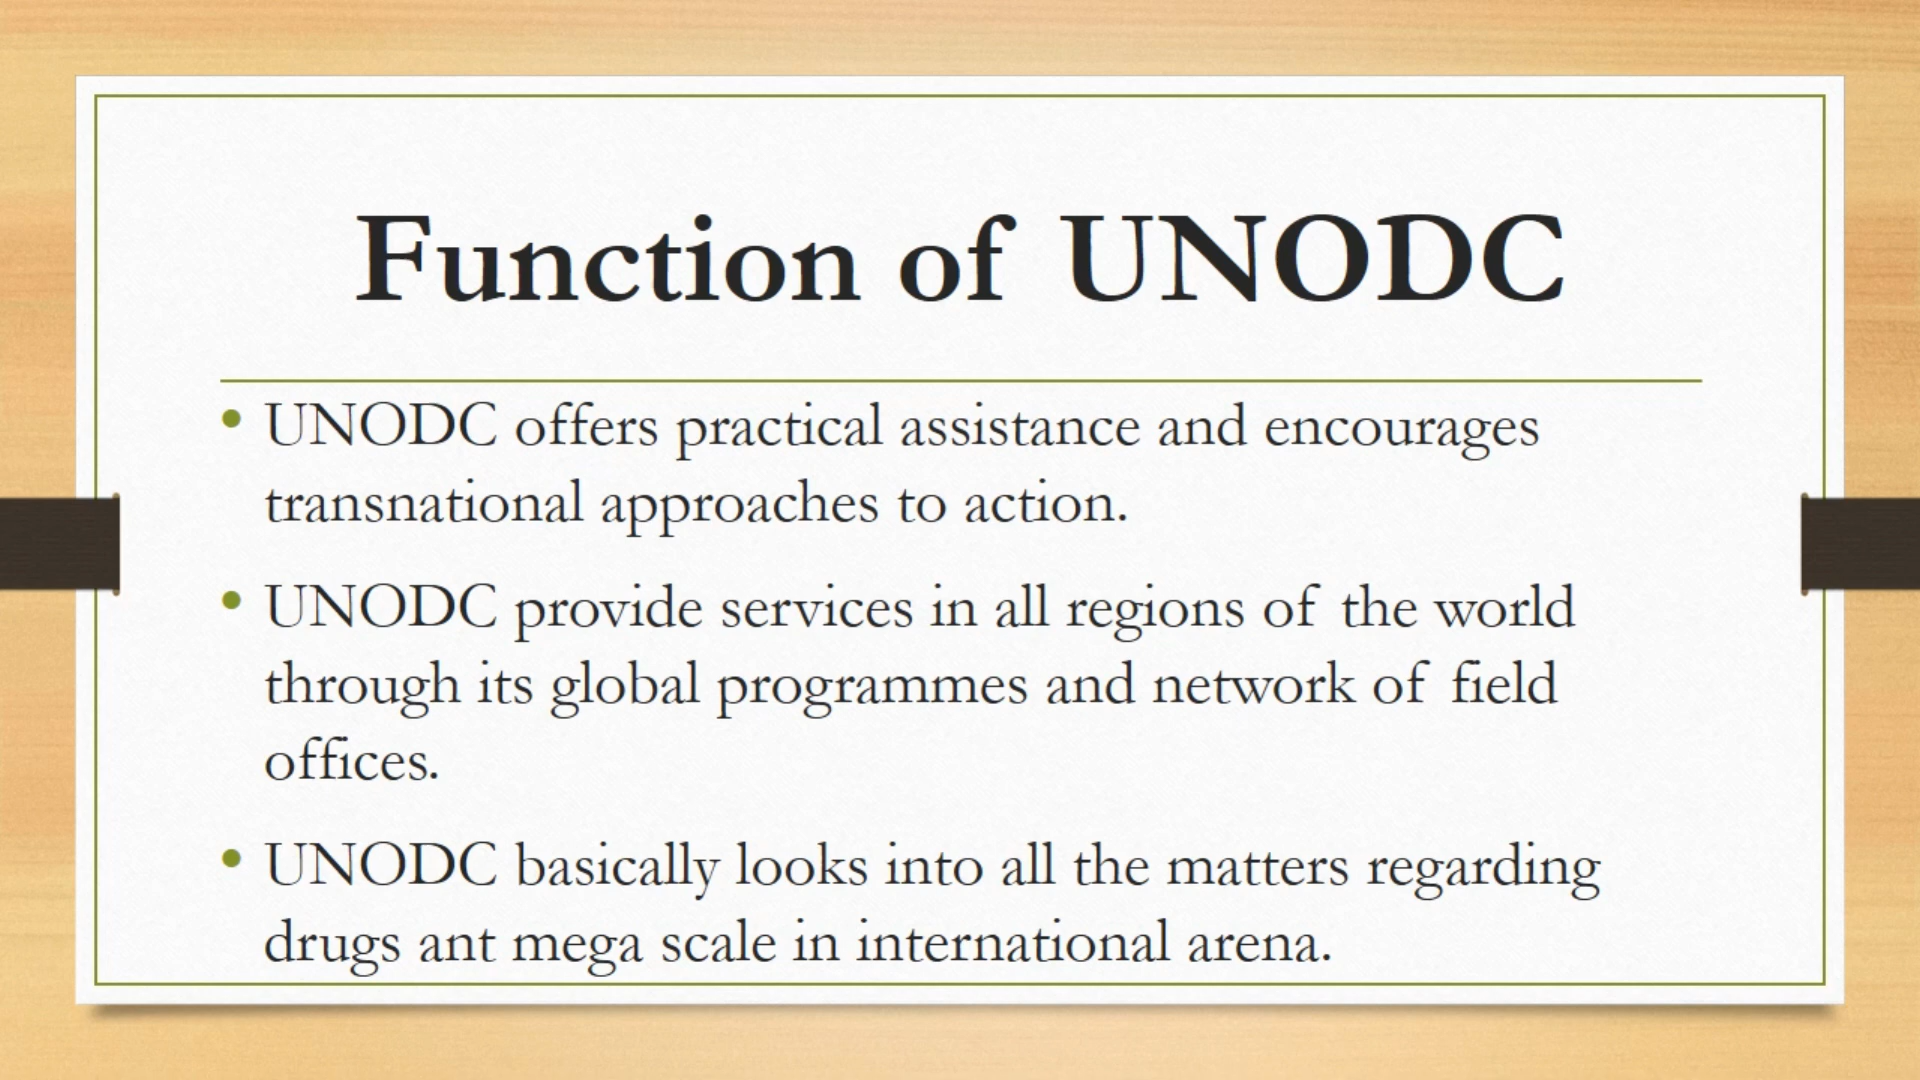 Function of UNODC
• UNODC offers practical assistance and encourages
transnational approaches to action.
• UNODC provide services in all regions of the world
through its global programmes and network of field
offices.
• UNODC basically looks into all the matters regarding
drugs ant mega scale in international arena.